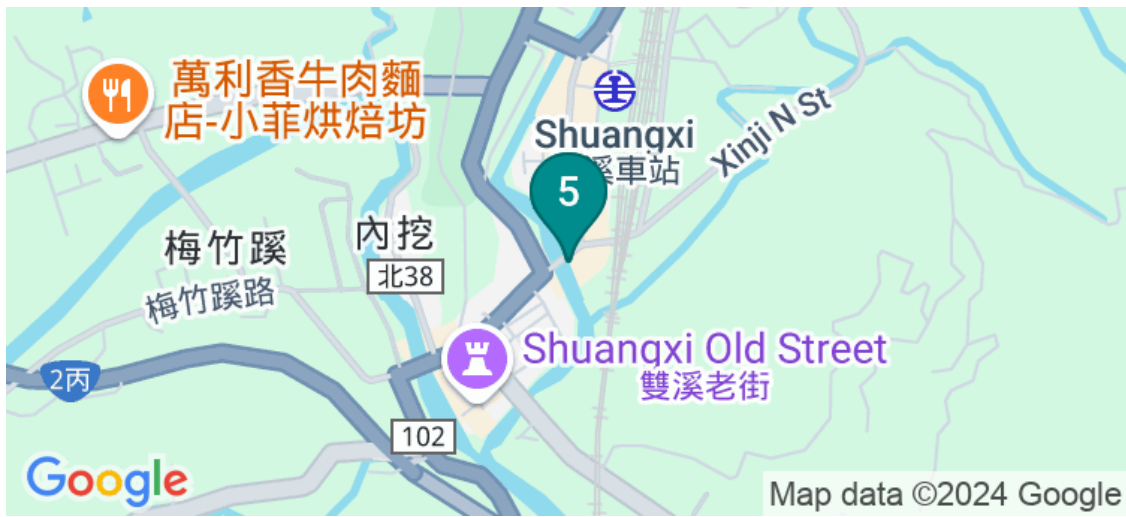 萬利香牛肉麵
店-小菲烘焙坊
Shuangxi
溪車站
Xinji N St
5
內挖
梅竹蹊
北38
梅竹蹊路
Shuangxi Old Street
雙溪老街
2丙
102
Google
Map data ©2024 Google